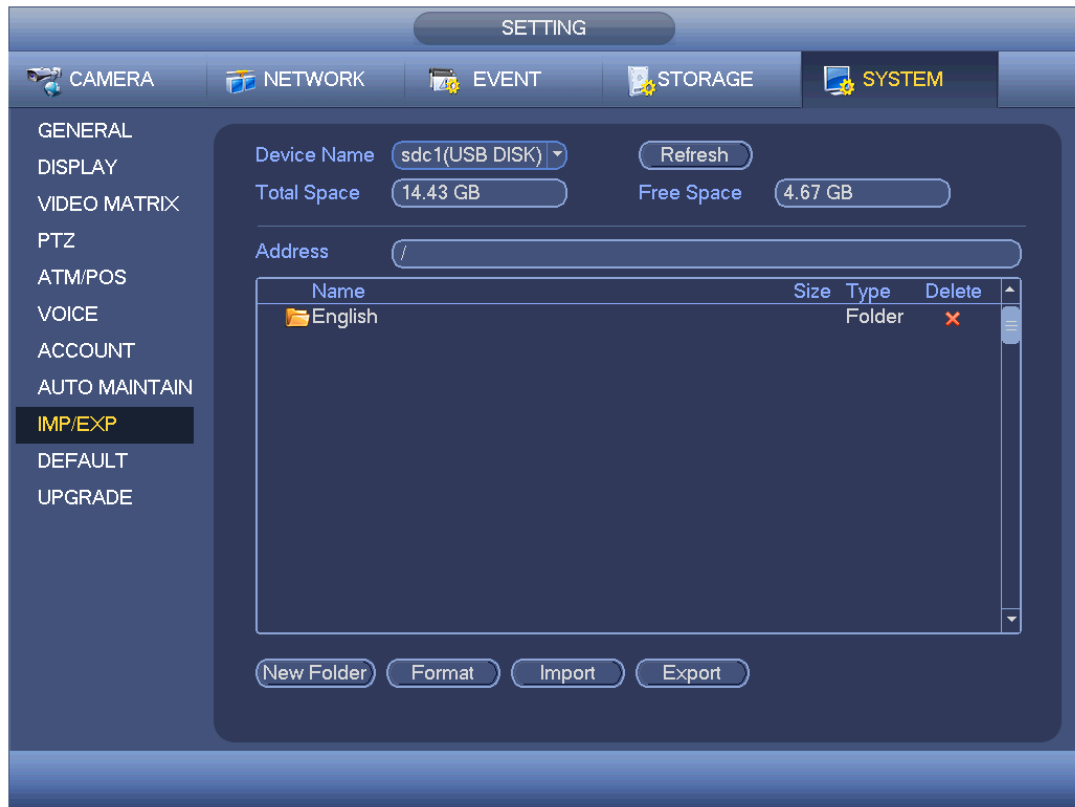 SETTING
CAMERA NETWORK EVENT STORAGE SYSTEM
GENERAL
DISPLAY
VIDEO MATRIX
PTZ
ATM/POS
VOICE
ACCOUNT
AUTO MAINTAIN
IMP/EXP
DEFAULT
UPGRADE
Device Name sdc1(USB DISK) Refresh
Total Space 14.43 GB Free Space 4.67 GB
Address /
Name Size Type Delete
English Folder
New Folder Format Import Export